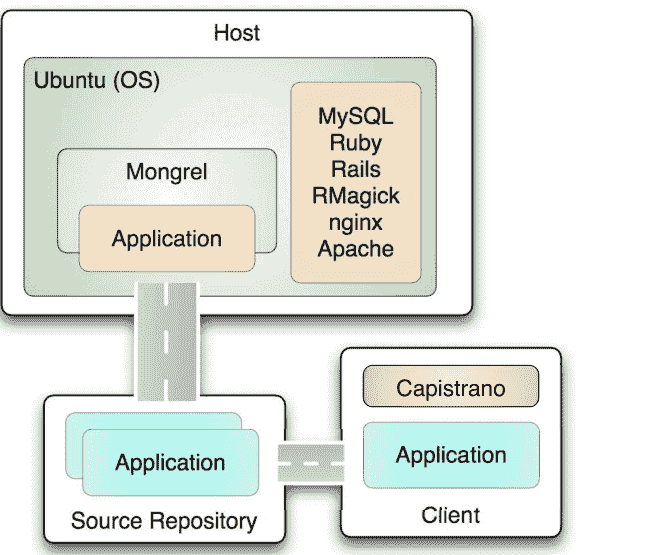 Host
Ubuntu (OS)
MySQL
Ruby
Rails
RMagick
nginx
Apache
Mongrel
Application
Capistrano
Application
Client
Application
Source Repository